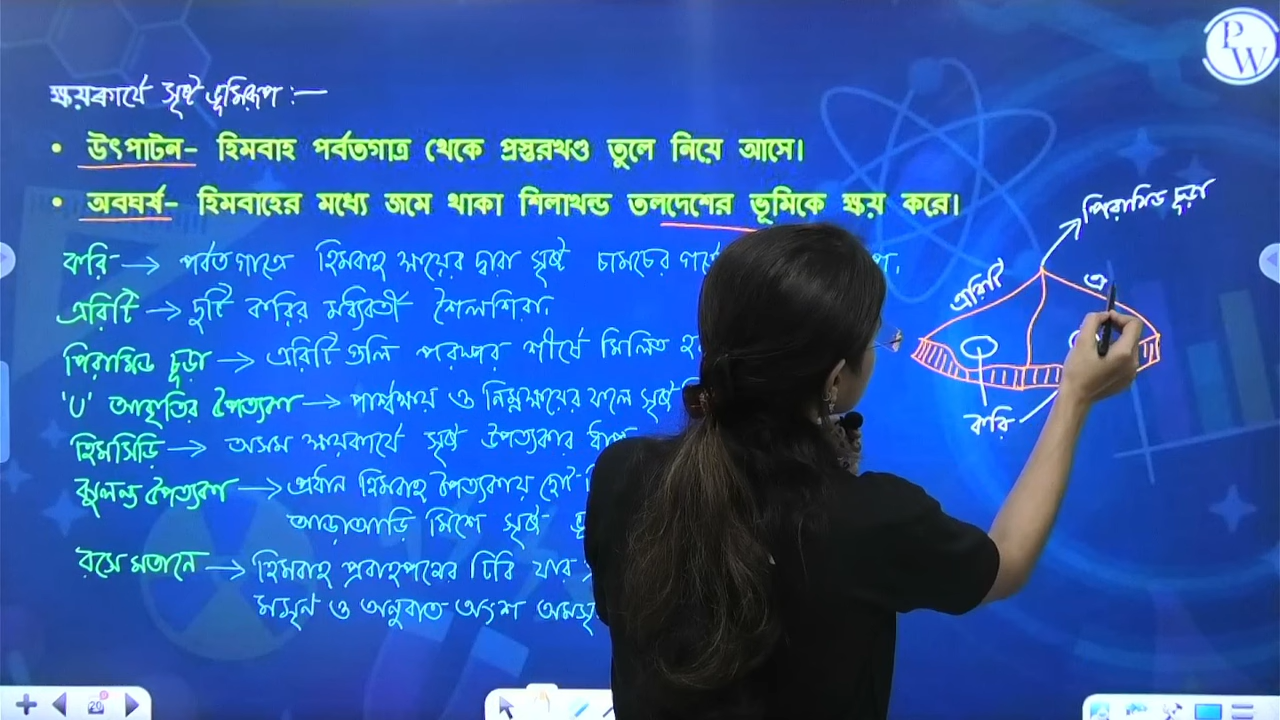 ক্ষয়কার্যে সৃষ্ট ভূমিরূপ :—
• উৎপাটন- হিমবাহ পর্বতগাত্র থেকে প্রস্তরখণ্ড তুলে নিয়ে আসে।
• অবঘর্ষ- হিমবাহের মধ্যে জমে থাকা শিলাখন্ড তলদেশের ভূমিকে ক্ষয় করে।
করি → পর্বতগাত্রে হিমবাহ ক্ষয়ের দ্বারা সৃষ্ট চামচের
এরিটি → দুটি করির মধ্যবর্তী শৈলশিরা.
পিরামিড চূড়া → এরিটি গুলি পরস্পর শীর্ষে মিলিত
'U' আকৃতির উপত্যকা → পার্শ্বক্ষয় ও নিম্নক্ষয়ের ফলে সৃষ্ট
হিমসিঁড়ি → অসম ক্ষয়কার্যে সৃষ্ট উপত্যকার ধাপ
ঝুলন্ত উপত্যকা → প্রধান হিমবাহ উপত্যকায় ছোট
আড়াআড়ি মিশে সৃষ্ট
রসে মতানে → হিমবাহ প্রবাহপথের ঢিবি যার
মসৃণ ও অনুবাত অংশ
পিরামিড চূড়া
এরিটি
এ
করি
PW
20